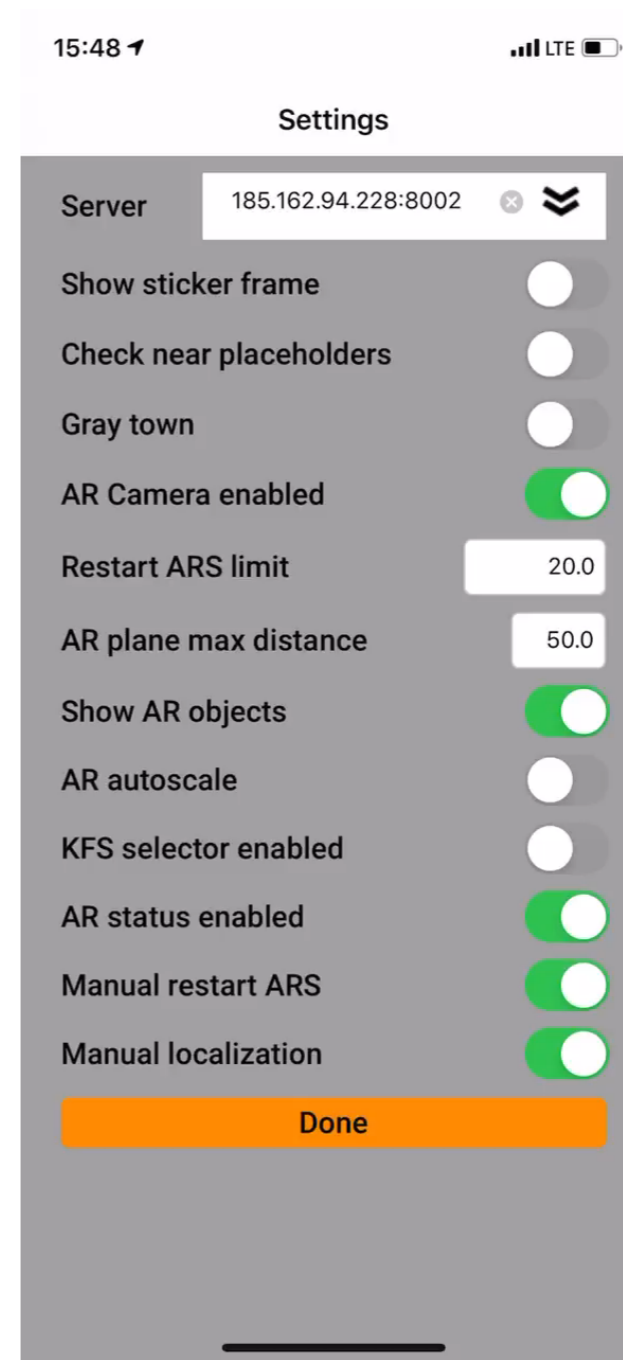 15:48 LTE
Settings
Server 185.162.94.228:8002
Show sticker frame
Check near placeholders
Gray town
AR Camera enabled
Restart ARS limit 20.0
AR plane max distance 50.0
Show AR objects
AR autoscale
KFS selector enabled
AR status enabled
Manual restart ARS
Manual localization
Done